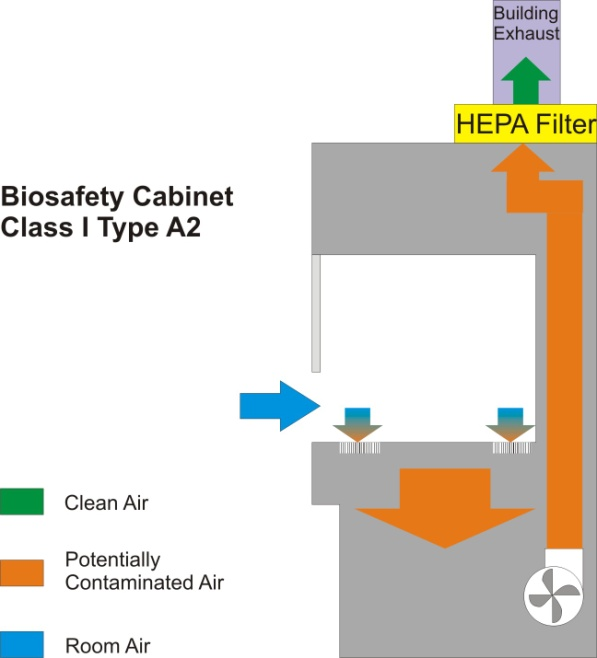 Building
Exhaust
HEPA Filter
Biosafety Cabinet
Class I Type A2
Clean Air
Potentially
Contaminated Air
Room Air